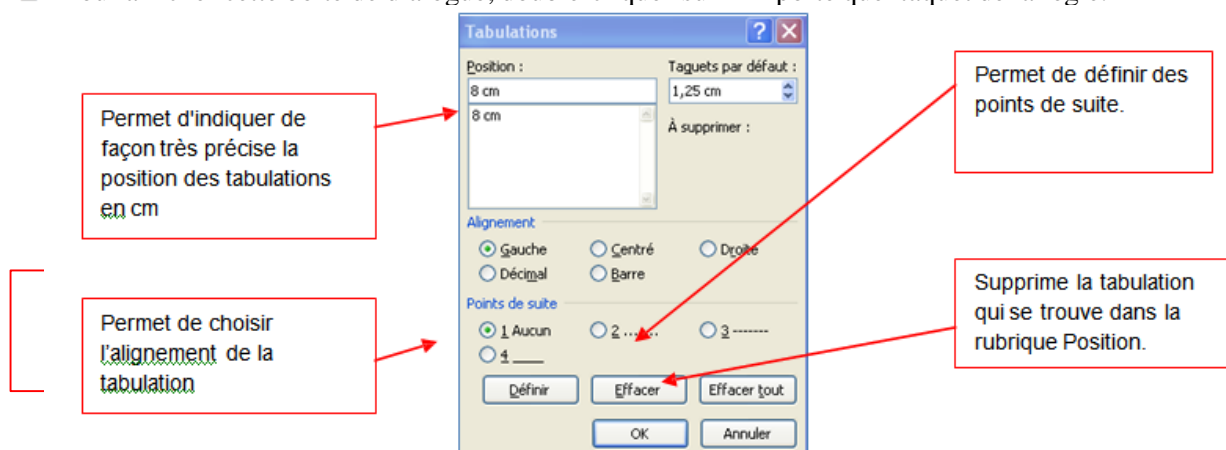 Tabulations
Position :
Taquets par défaut :
8 cm
1,25 cm
8 cm
À supprimer :
Alignement
Gauche
Centré
Droite
Décimal
Barre
Points de suite
1 Aucun
2 .......
3 -------
4 ____
Définir
Effacer
Effacer tout
OK
Annuler
Permet d'indiquer de
façon très précise la
position des tabulations
en cm
Permet de choisir
l'alignement de la
tabulation
Permet de définir des
points de suite.
Supprime la tabulation
qui se trouve dans la
rubrique Position.